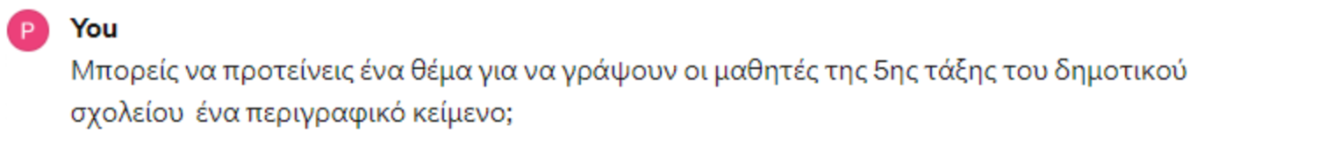 P You
Μπορείς να προτείνεις ένα θέμα για να γράψουν οι μαθητές της 5ης τάξης του δημοτικού
σχολείου ένα περιγραφικό κείμενο;